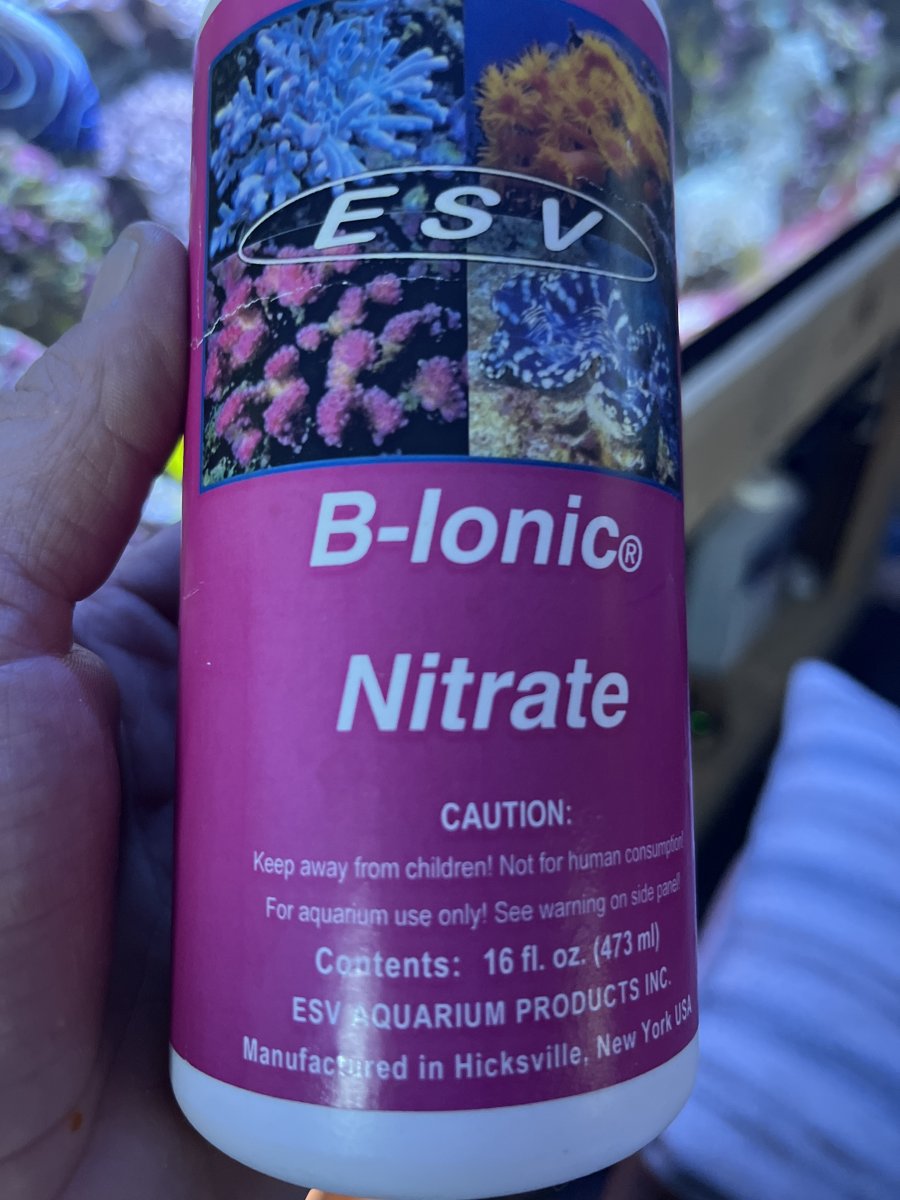 ESV
B-Ionic®
Nitrate
CAUTION:
Keep away from children! Not for human consumption!
For aquarium use only! See warning on side panel!
Contents: 16 fl. oz. (473 ml)
ESV AQUARIUM PRODUCTS INC.
Manufactured in Hicksville, New York USA